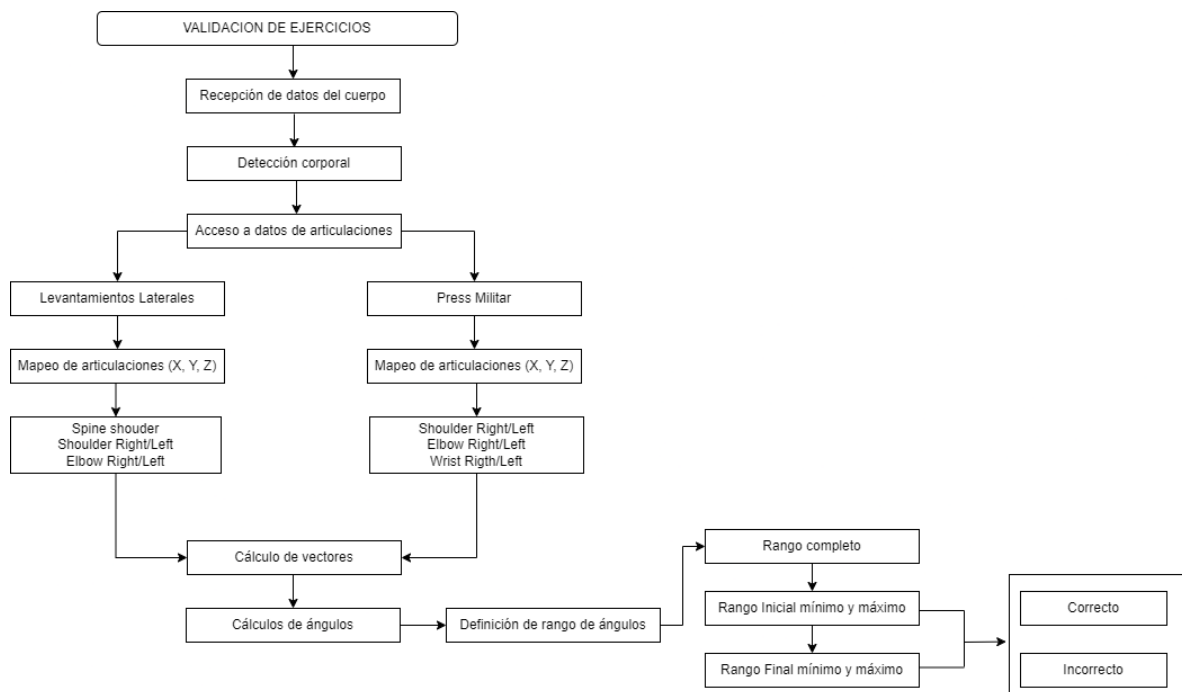 VALIDACION DE EJERCICIOS
Recepción de datos del cuerpo
Detección corporal
Acceso a datos de articulaciones
Levantamientos Laterales
Press Militar
Mapeo de articulaciones (X, Y, Z)
Mapeo de articulaciones (X, Y, Z)
Spine shouder
Shoulder Right/Left
Elbow Right/Left
Shoulder Right/Left
Elbow Right/Left
Wrist Rigth/Left
Cálculo de vectores
Cálculos de ángulos
Definición de rango de ángulos
Rango completo
Rango Inicial mínimo y máximo
Rango Final mínimo y máximo
Correcto
Incorrecto